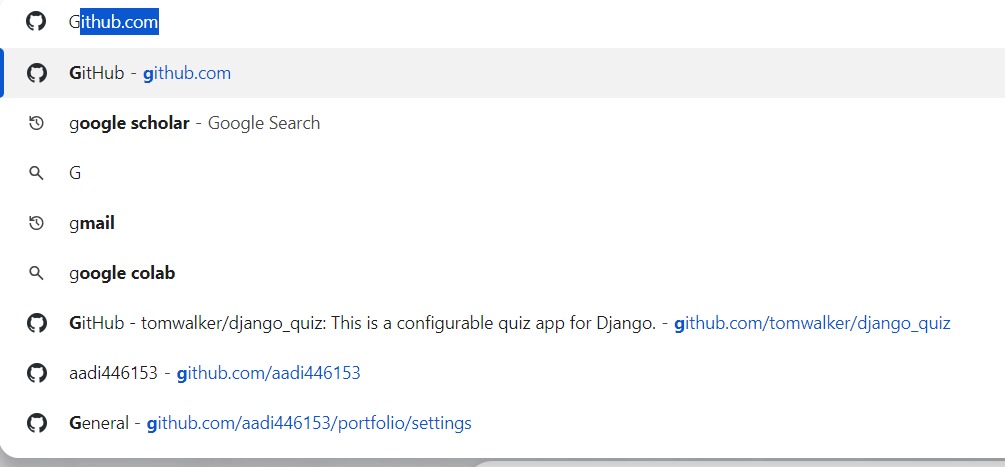 Github.com
GitHub - github.com
google scholar - Google Search
G
gmail
google colab
GitHub - tomwalker/django_quiz: This is a configurable quiz app for Django. - github.com/tomwalker/django_quiz
aadi446153 - github.com/aadi446153
General - github.com/aadi446153/portfolio/settings